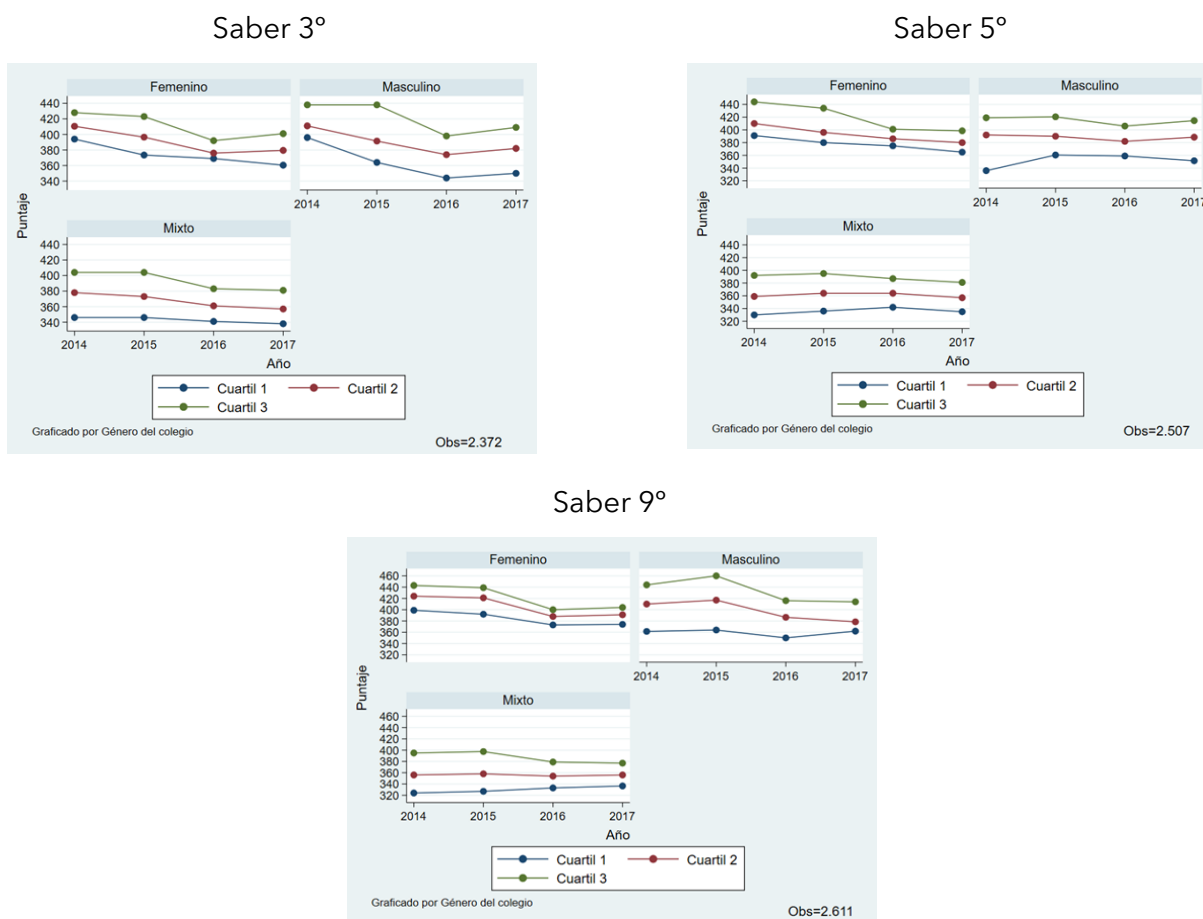 Saber 3º
Saber 5º
Femenino
Masculino
440
420
400
380
360
340
2014 2015 2016 2017
Puntaje
Mixto
440
420
400
380
360
340
2014 2015 2016 2017
Año
Cuartil 1 Cuartil 2
Cuartil 3
Graficado por Género del colegio
Obs=2.372
Femenino
Masculino
440
420
400
380
360
340
320
2014 2015 2016 2017
Puntaje
Mixto
440
420
400
380
360
340
320
2014 2015 2016 2017
Año
Cuartil 1 Cuartil 2
Cuartil 3
Graficado por Género del colegio
Obs=2.507
Saber 9º
Femenino
Masculino
460
440
420
400
380
360
340
320
2014 2015 2016 2017
Puntaje
Mixto
460
440
420
400
380
360
340
320
2014 2015 2016 2017
Año
Cuartil 1 Cuartil 2
Cuartil 3
Graficado por Género del colegio
Obs=2.611